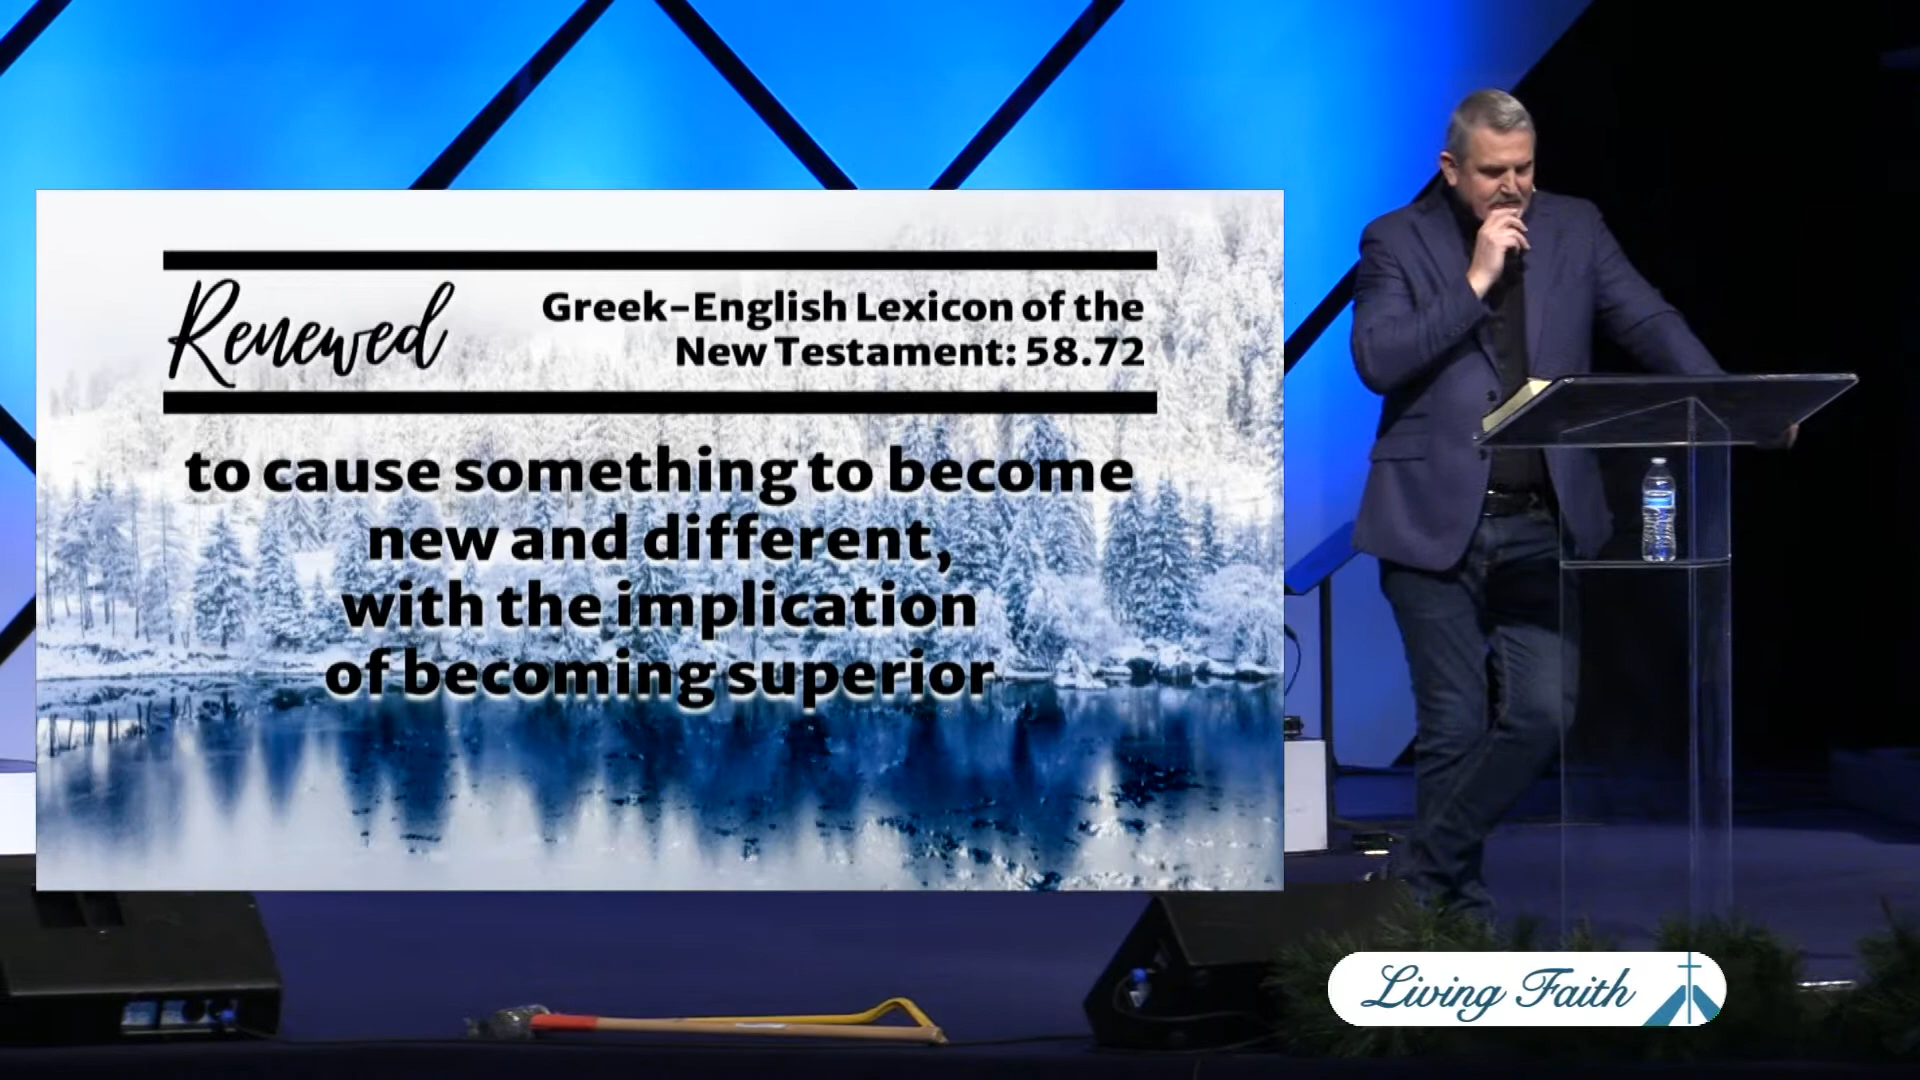 Renewed
Greek-English Lexicon of the
New Testament: 58.72
to cause something to become
new and different,
with the implication
of becoming superior
Living Faith